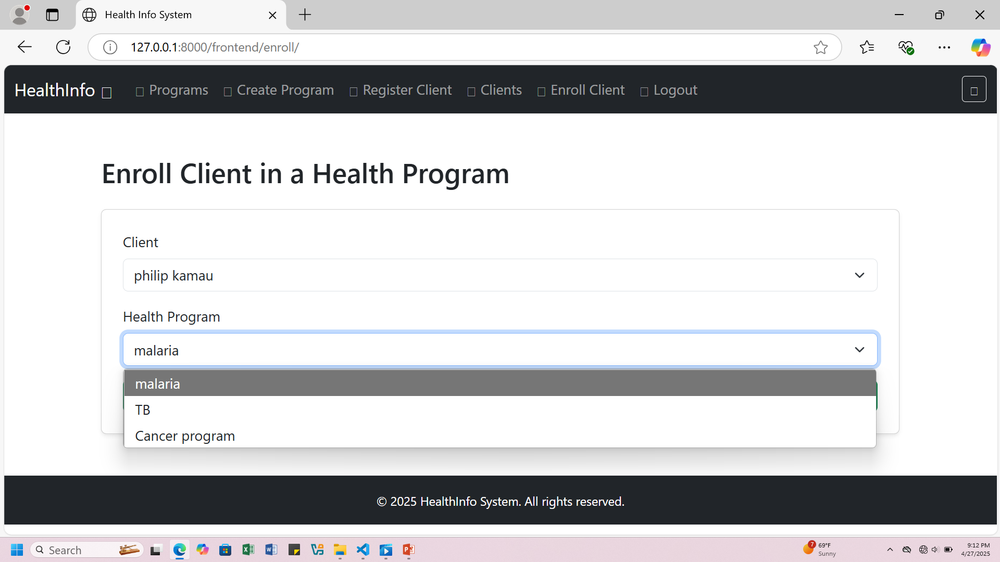 Health Info System
127.0.0.1:8000/frontend/enroll/
HealthInfo Programs Create Program Register Client Clients Enroll Client Logout
Enroll Client in a Health Program
Client
philip kamau
Health Program
malaria
malaria
TB
Cancer program
© 2025 HealthInfo System. All rights reserved.
Search
7
69°F
Sunny
9:12 PM
4/27/2025